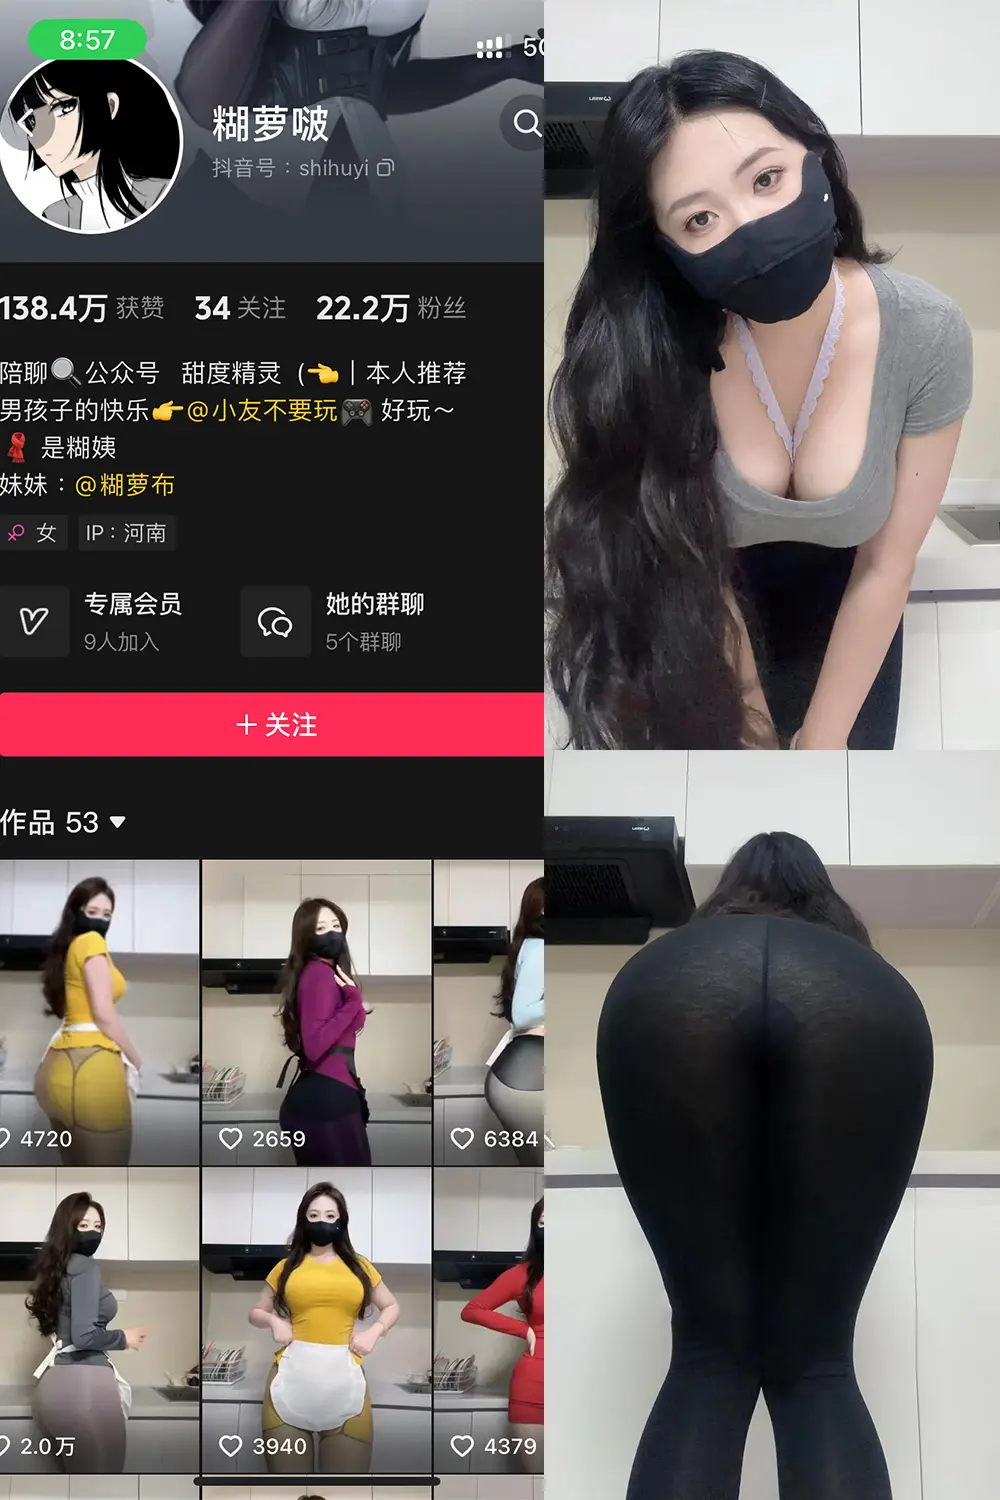 8:57
糊萝啵
抖音号：shihuyi
138.4万 获赞 34 关注 22.2万 粉丝
陪聊🔍公众号 甜度精灵（👈｜本人推荐
男孩子的快乐👉@小友不要玩🎮 好玩～
🧣 是糊姨
妹妹：@糊萝布
女 IP：河南
专属会员
9人加入
她的群聊
5个群聊
+ 关注
作品 53
4720
2659
6384
2.0万
3940
4379